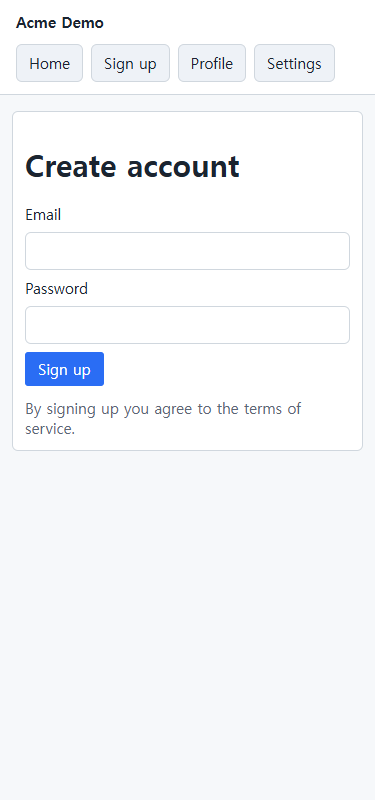 Acme Demo
Home Sign up Profile Settings
Create account
Email
Password
Sign up
By signing up you agree to the terms of
service.